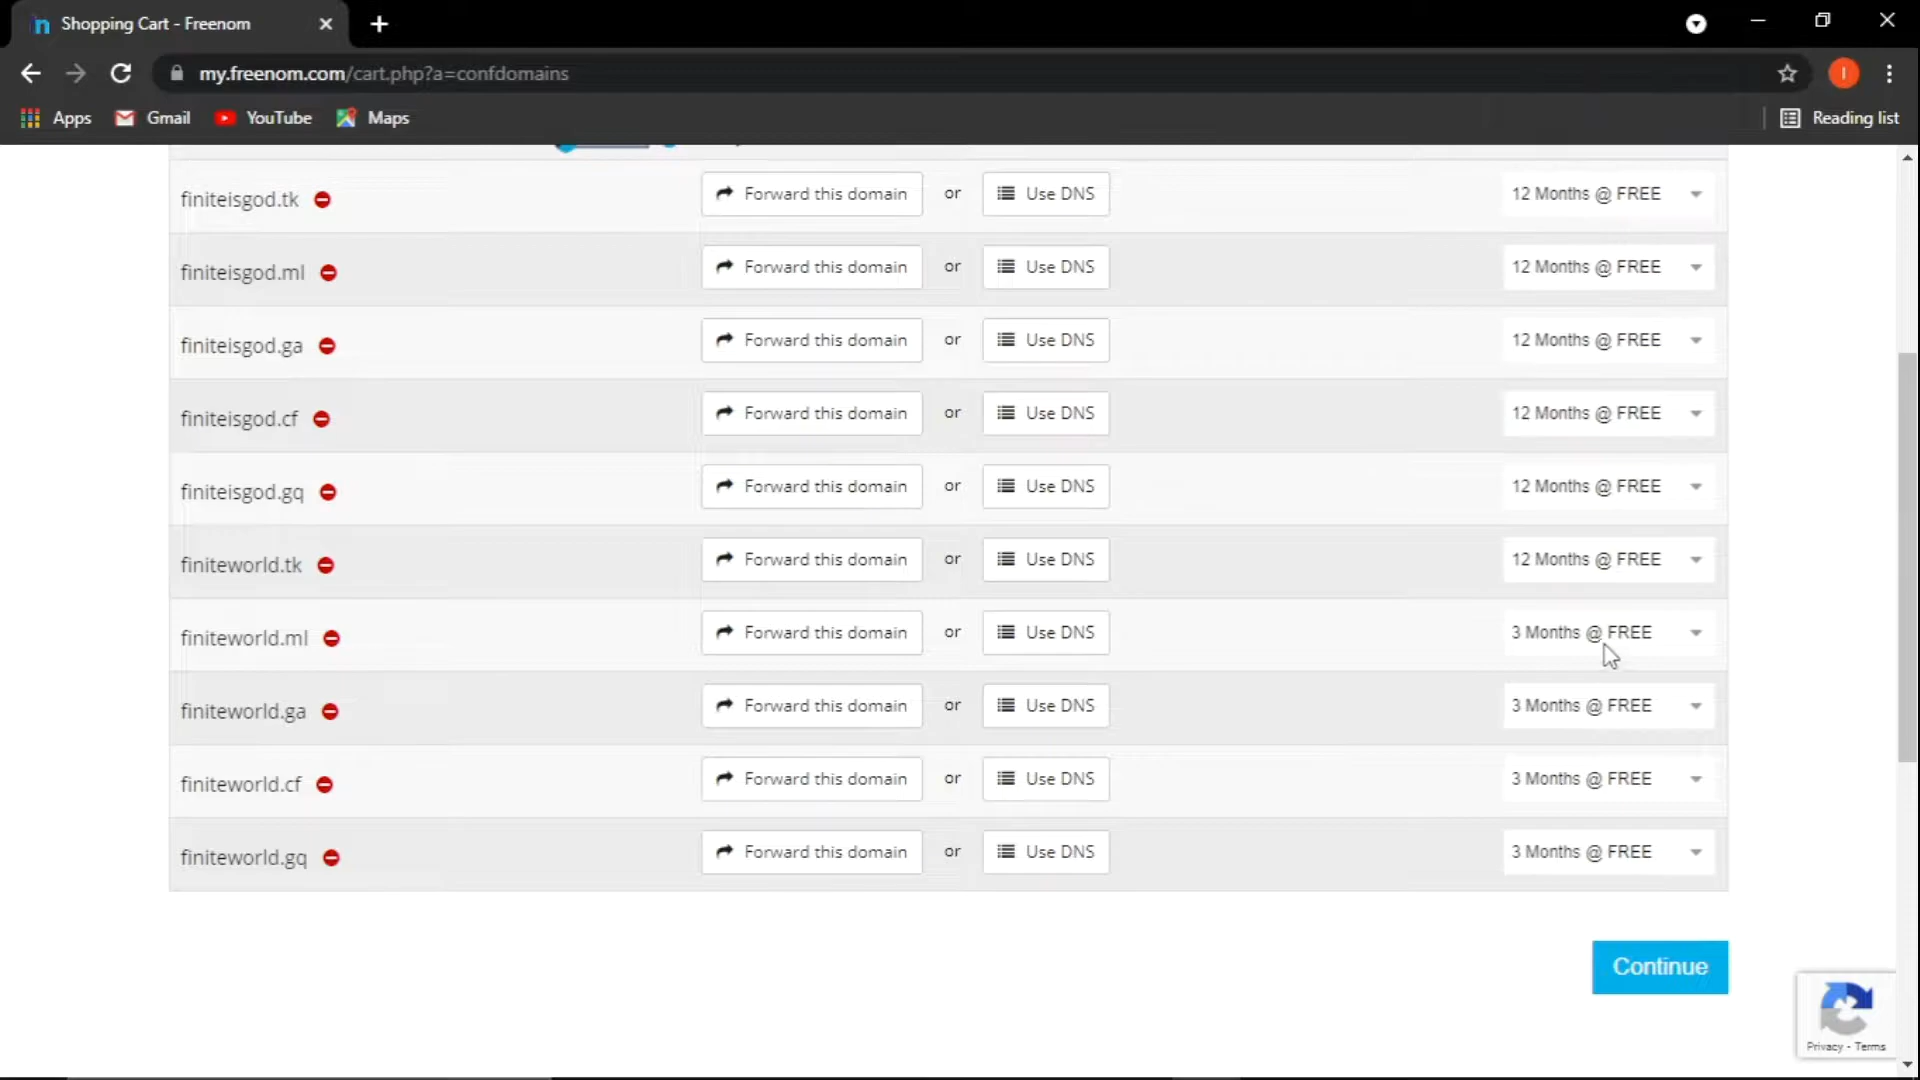 Shopping Cart - Freenom
my.freenom.com/cart.php?a=confdomains
Apps Gmail YouTube Maps Reading list
finiteisgod.tk Forward this domain or Use DNS 12 Months @ FREE
finiteisgod.ml Forward this domain or Use DNS 12 Months @ FREE
finiteisgod.ga Forward this domain or Use DNS 12 Months @ FREE
finiteisgod.cf Forward this domain or Use DNS 12 Months @ FREE
finiteisgod.gq Forward this domain or Use DNS 12 Months @ FREE
finiteworld.tk Forward this domain or Use DNS 12 Months @ FREE
finiteworld.ml Forward this domain or Use DNS 3 Months @ FREE
finiteworld.ga Forward this domain or Use DNS 3 Months @ FREE
finiteworld.cf Forward this domain or Use DNS 3 Months @ FREE
finiteworld.gq Forward this domain or Use DNS 3 Months @ FREE
Continue
Privacy - Terms